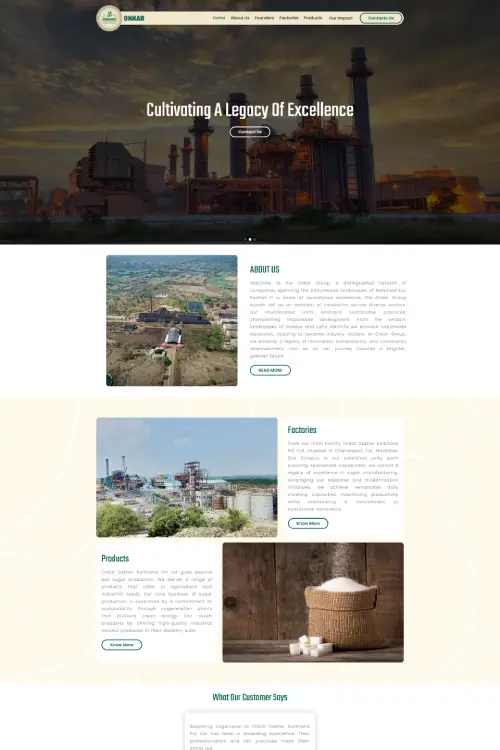 ONKAR
Home About Us Founders Factories Products Our Impact Contacts Us
Cultivating A Legacy Of Excellence
Contact Us
ABOUT US
Welcome to the Onkar Group, a distinguished network of
companies spanning the picturesque landscapes of Maharashtra.
Rooted in a vision of operational excellence, the Onkar Group
stands tall as an emblem of innovation across diverse sectors.
Our multifaceted units embrace sustainable practices,
championing responsible development. From the verdant
landscapes of Solapur and Latur districts, we
expansion, aspiring to become industry leaders. At Onkar Group,
we embody a legacy of innovation, sustainability, and community
empowerment. Join us on our journey towards a brighter,
greener future.
READ MORE
Factories
From our main facility, Onkar Sakhar Karkhana
Pvt Ltd situated in
Dist. Solapur, to our subsidiary units, each
boasting specialized capabilities, we uphold a
legacy of excellence in sugar manufacturing.
Leveraging our expertise and modernization
initiatives, we achieve remarkable daily
crushing capacities, maximizing productivity
while maintaining a commitment to
operational excellence.
Know More
Products
Onkar Sakhar Karkhana Pvt Ltd goes beyond
just sugar production. We deliver a range of
products that cater to agricultural and
industrial needs. Our core business of sugar
production is supported by a commitment to
sustainability through cogeneration plants
that produce clean energy. Our reach
broadens by offering high-quality industrial
alcohol produced in their distillery units.
Know More
What Our Customer Says
Supplying sugarcane to Onkar Sakhar Karkhana
Pvt Ltd. has been a rewarding experience. Their
professionalism and fair practices make them
stand out